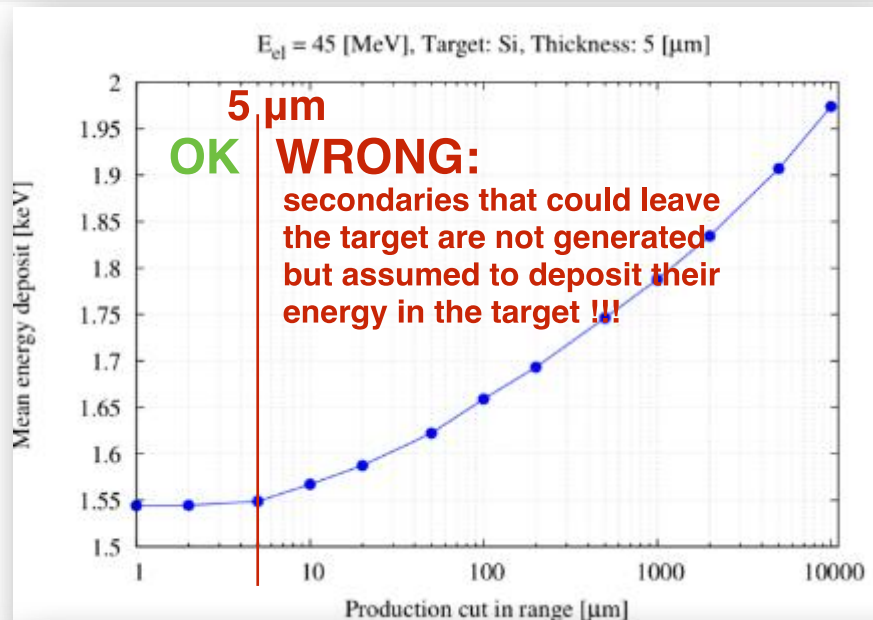 E_el = 45 [MeV], Target: Si, Thickness: 5 [μm]
2
1.95
1.9
1.85
1.8
1.75
1.7
1.65
1.6
1.55
1.5
Mean energy deposit [keV]
5 μm
OK WRONG:
secondaries that could leave
the target are not generated
but assumed to deposit their
energy in the target !!!
1 10 100 1000 10000
Production cut in range [μm]